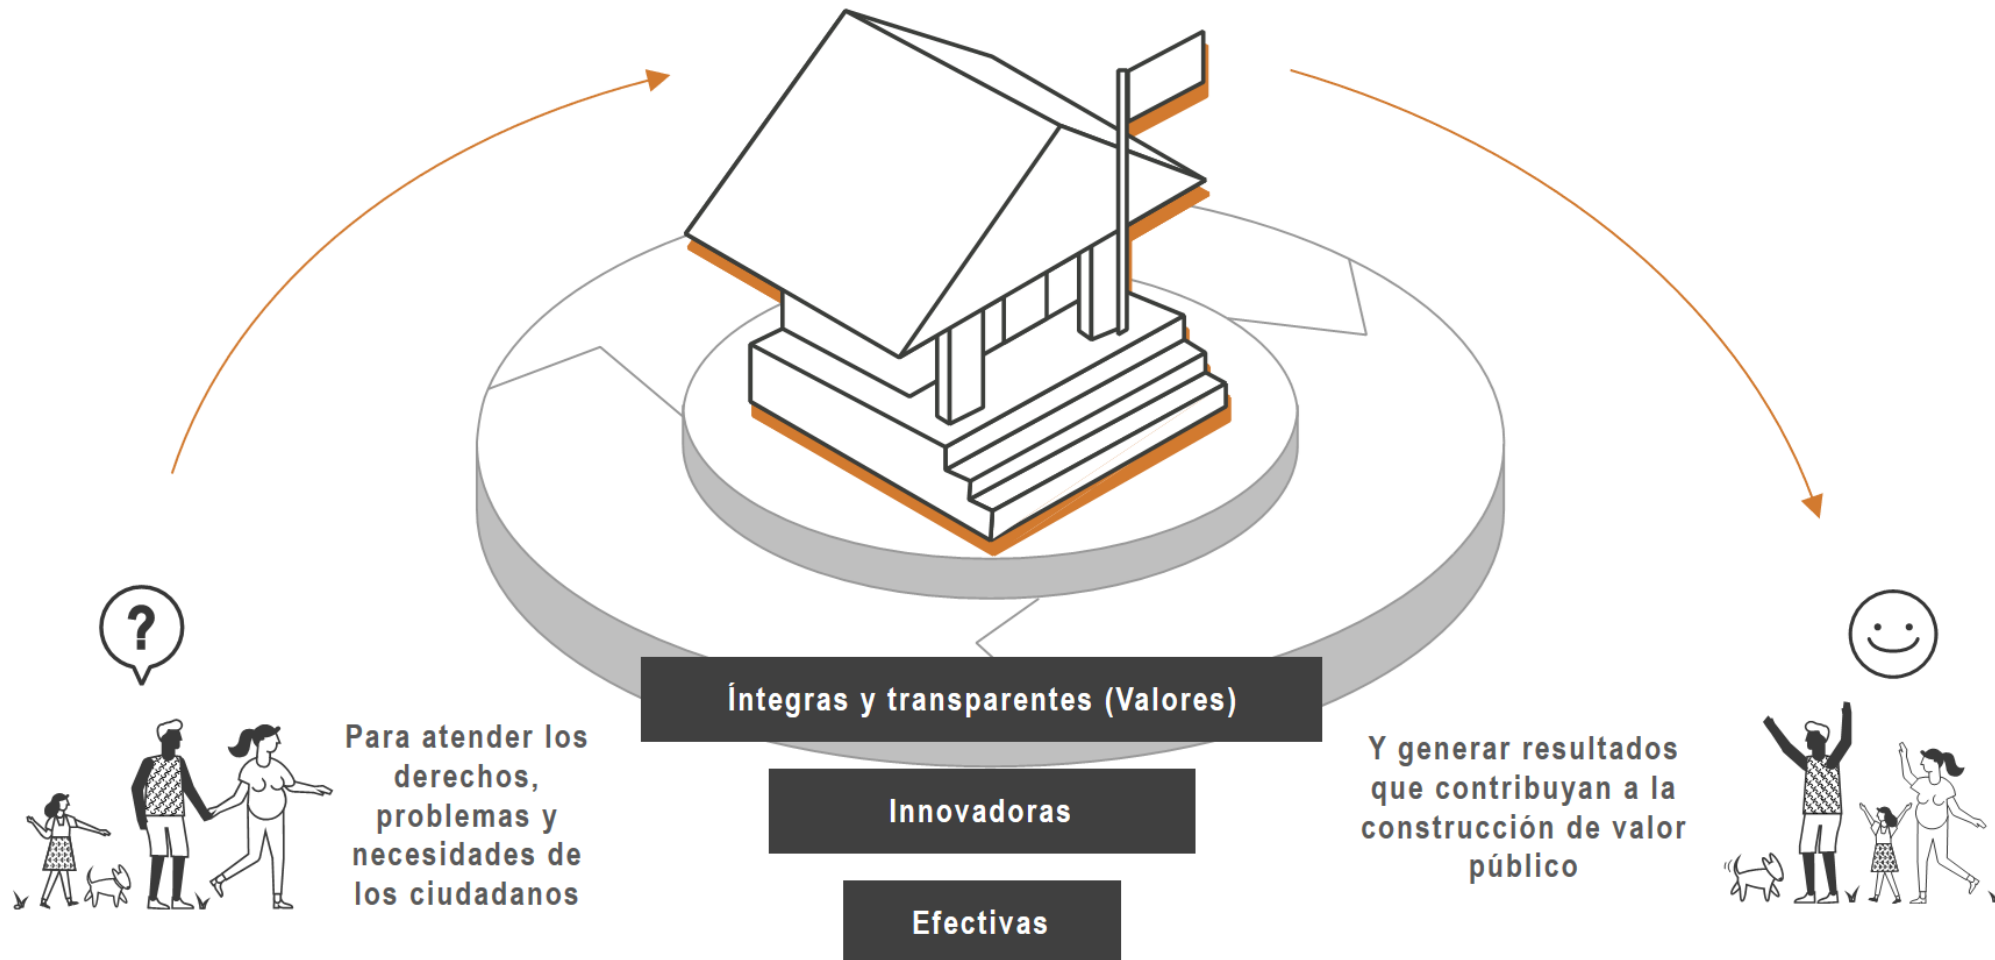 ?
Para atender los
derechos,
problemas y
necesidades de
los ciudadanos
Íntegras y transparentes (Valores)
Innovadoras
Efectivas
Y generar resultados
que contribuyan a la
construcción de valor
público